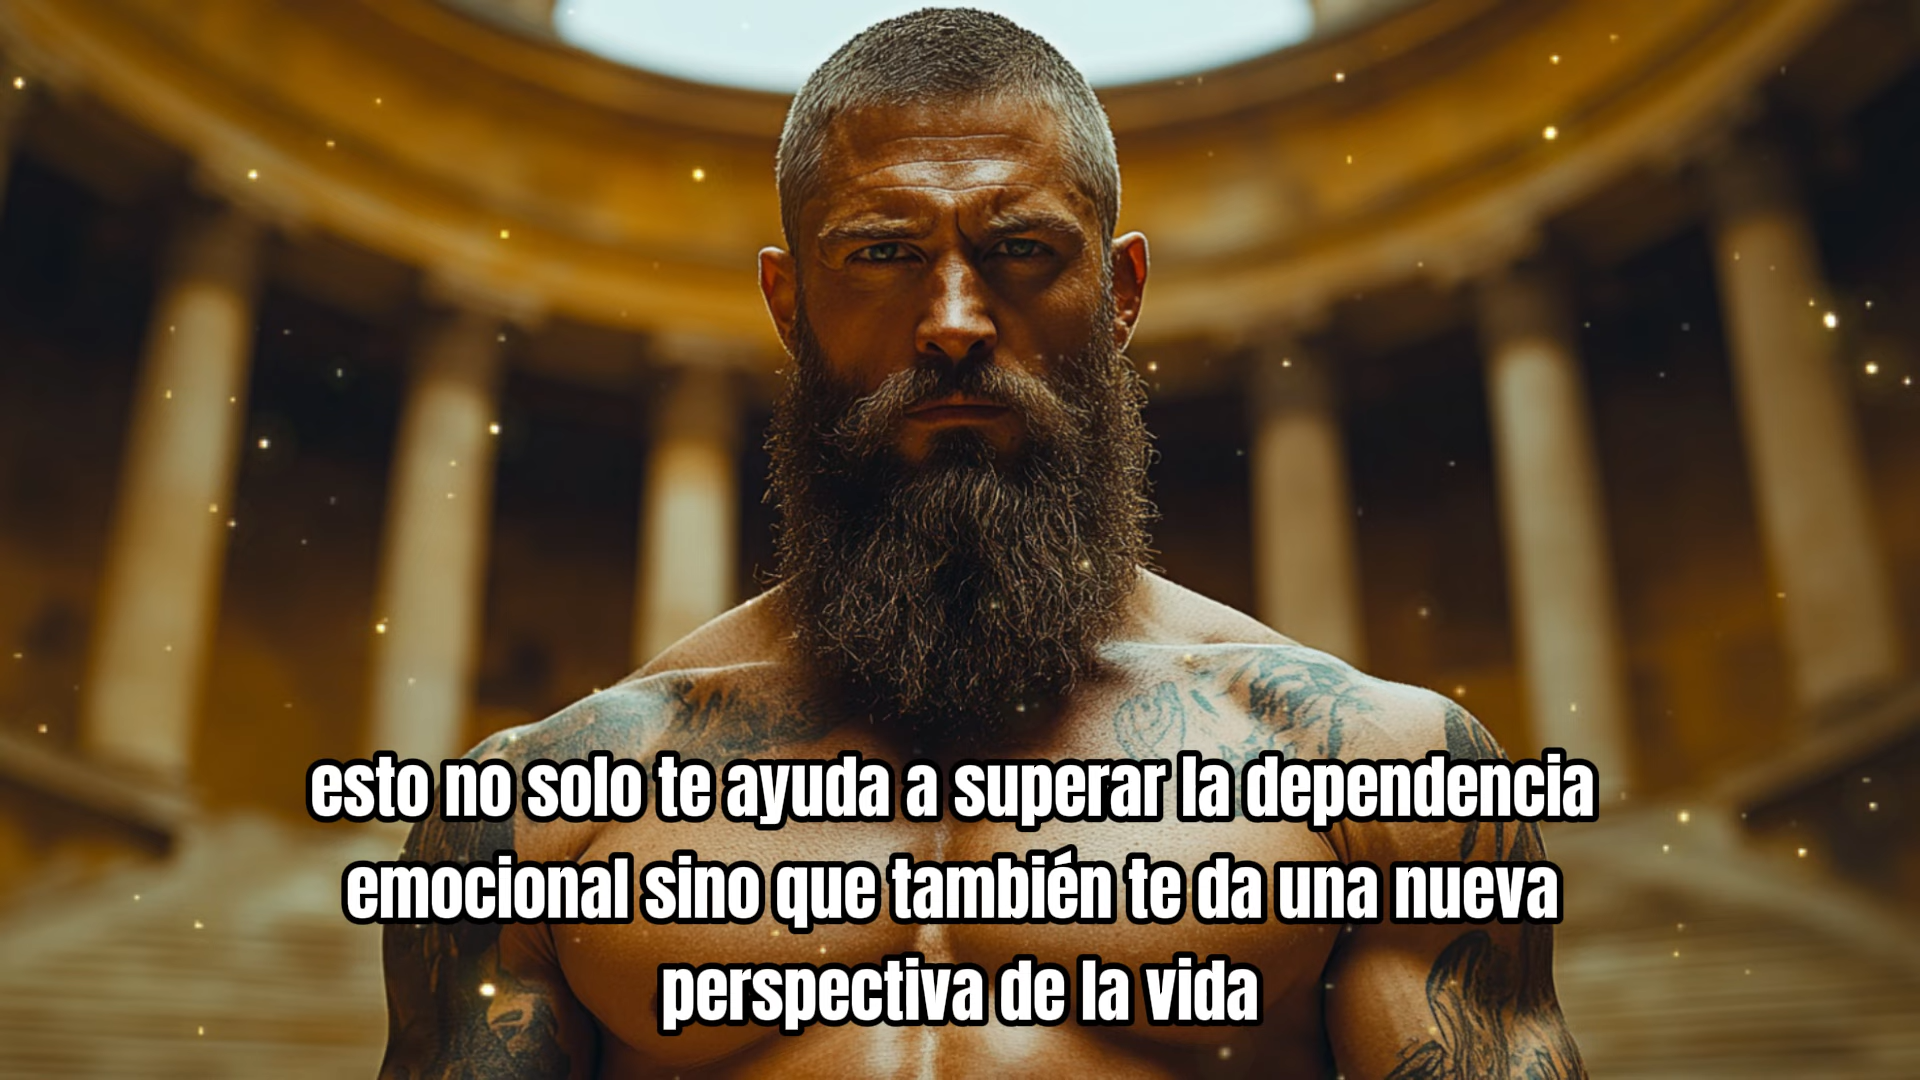 esto no solo te ayuda a superar la dependencia
emocional sino que también te da una nueva
perspectiva de la vida